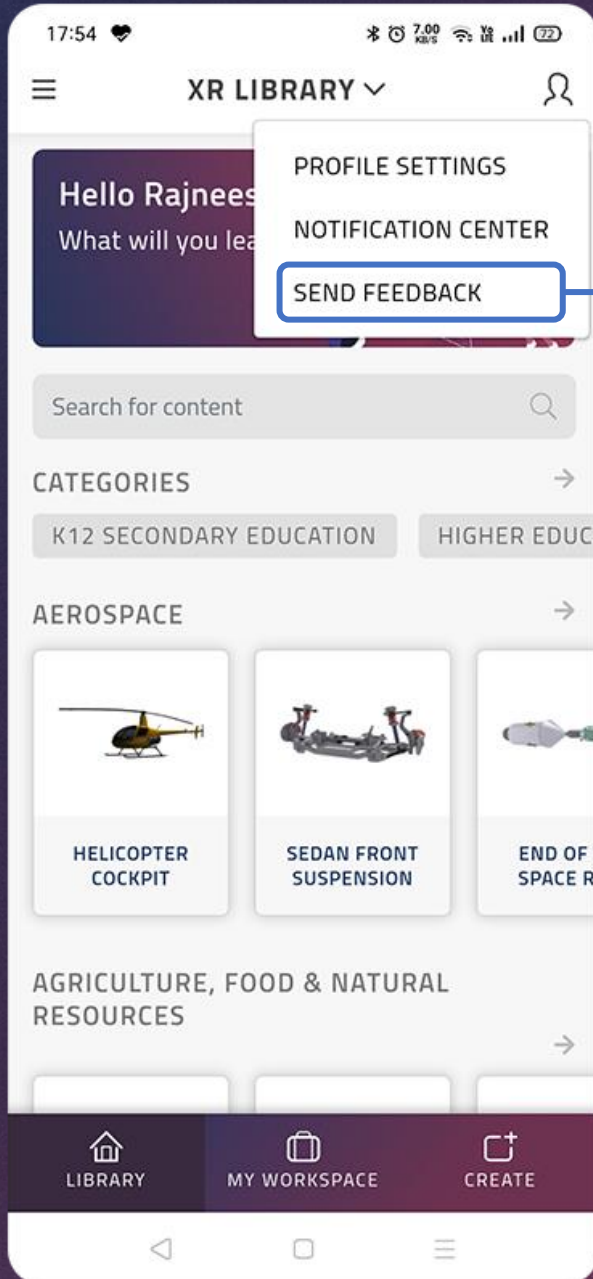 17:54
7.00 KB/S
Vo LTE
72
XR LIBRARY
PROFILE SETTINGS
NOTIFICATION CENTER
SEND FEEDBACK
Hello Rajnees
What will you lea
Search for content
CATEGORIES
K12 SECONDARY EDUCATION
HIGHER EDUC
AEROSPACE
HELICOPTER
COCKPIT
SEDAN FRONT
SUSPENSION
END OF
SPACE R
AGRICULTURE, FOOD & NATURAL
RESOURCES
LIBRARY
MY WORKSPACE
CREATE